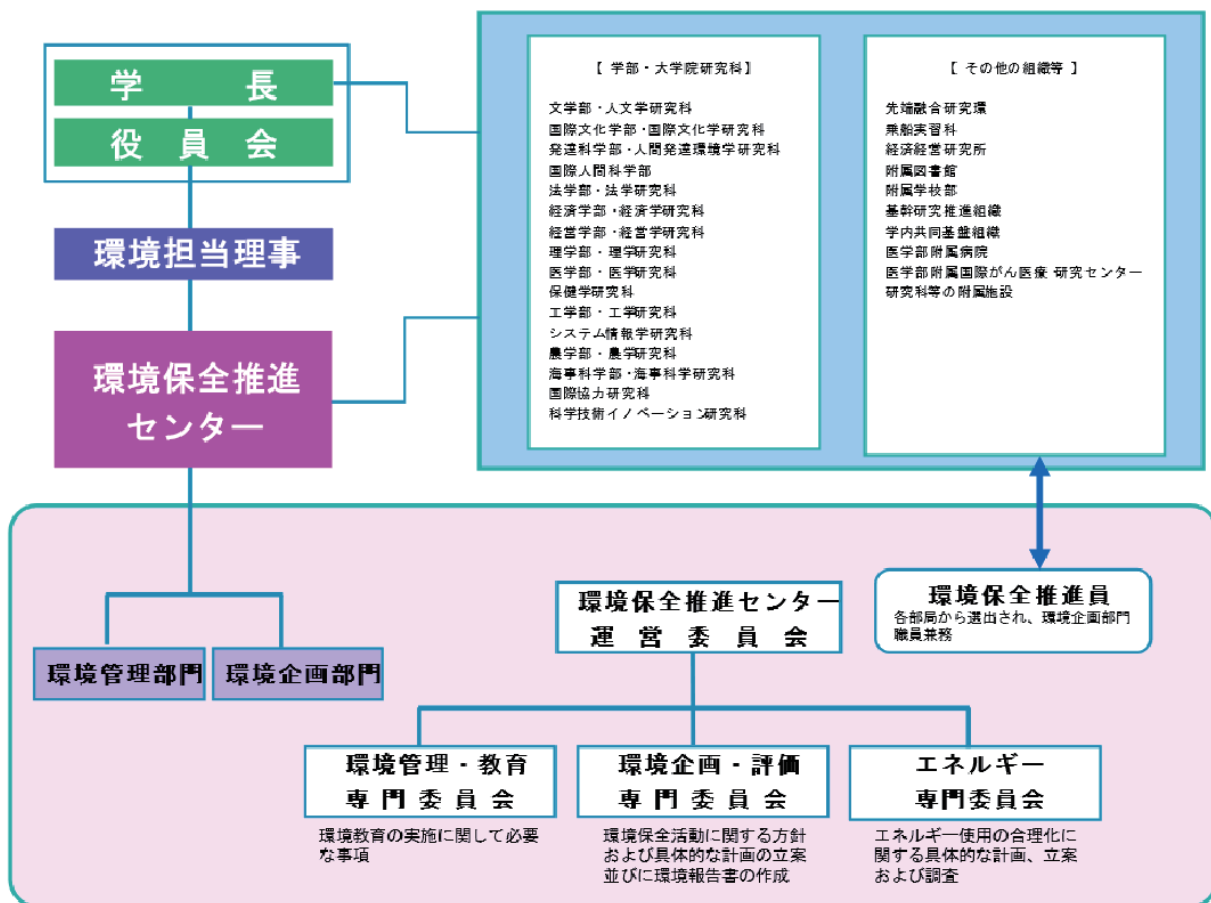 学長
役員会
環境担当理事
環境保全推進
センター
【 学部・大学院研究科】
文学部・人文学研究科
国際文化学部・国際文化学研究科
発達科学部・人間発達環境学研究科
国際人間科学部
法学部・法学研究科
経済学部・経済学研究科
経営学部・経営学研究科
理学部・理学研究科
医学部・医学研究科
保健学研究科
工学部・工学研究科
システム情報学研究科
農学部・農学研究科
海事科学部・海事科学研究科
国際協力研究科
科学技術イノベーション研究科
【 その他の組織等 】
先端融合研究環
乗船実習科
経済経営研究所
附属図書館
附属学校部
基幹研究推進組織
学内共同基盤組織
医学部附属病院
医学部附属国際がん医療・研究センター
研究科等の附属施設
環境管理部門
環境企画部門
環境保全推進センター
運営委員会
環境保全推進員
各部局から選出され、環境企画部門
職員兼務
環境管理・教育
専門委員会
環境教育の実施に関して必要
な事項
環境企画・評価
専門委員会
環境保全活動に関する方針
および具体的な計画の立案
並びに環境報告書の作成
エネルギー
専門委員会
エネルギー使用の合理化に
関する具体的な計画、立案
および調査